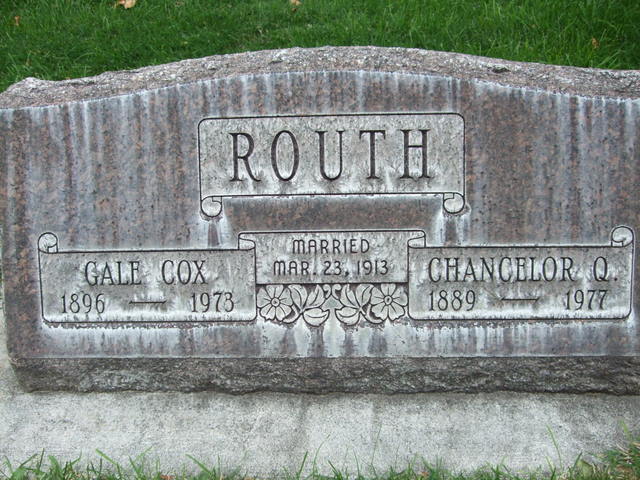 ROUTH
MARRIED
MAR. 23, 1913
GALE COX
1896 — 1973
CHANCELOR Q.
1889 — 1977